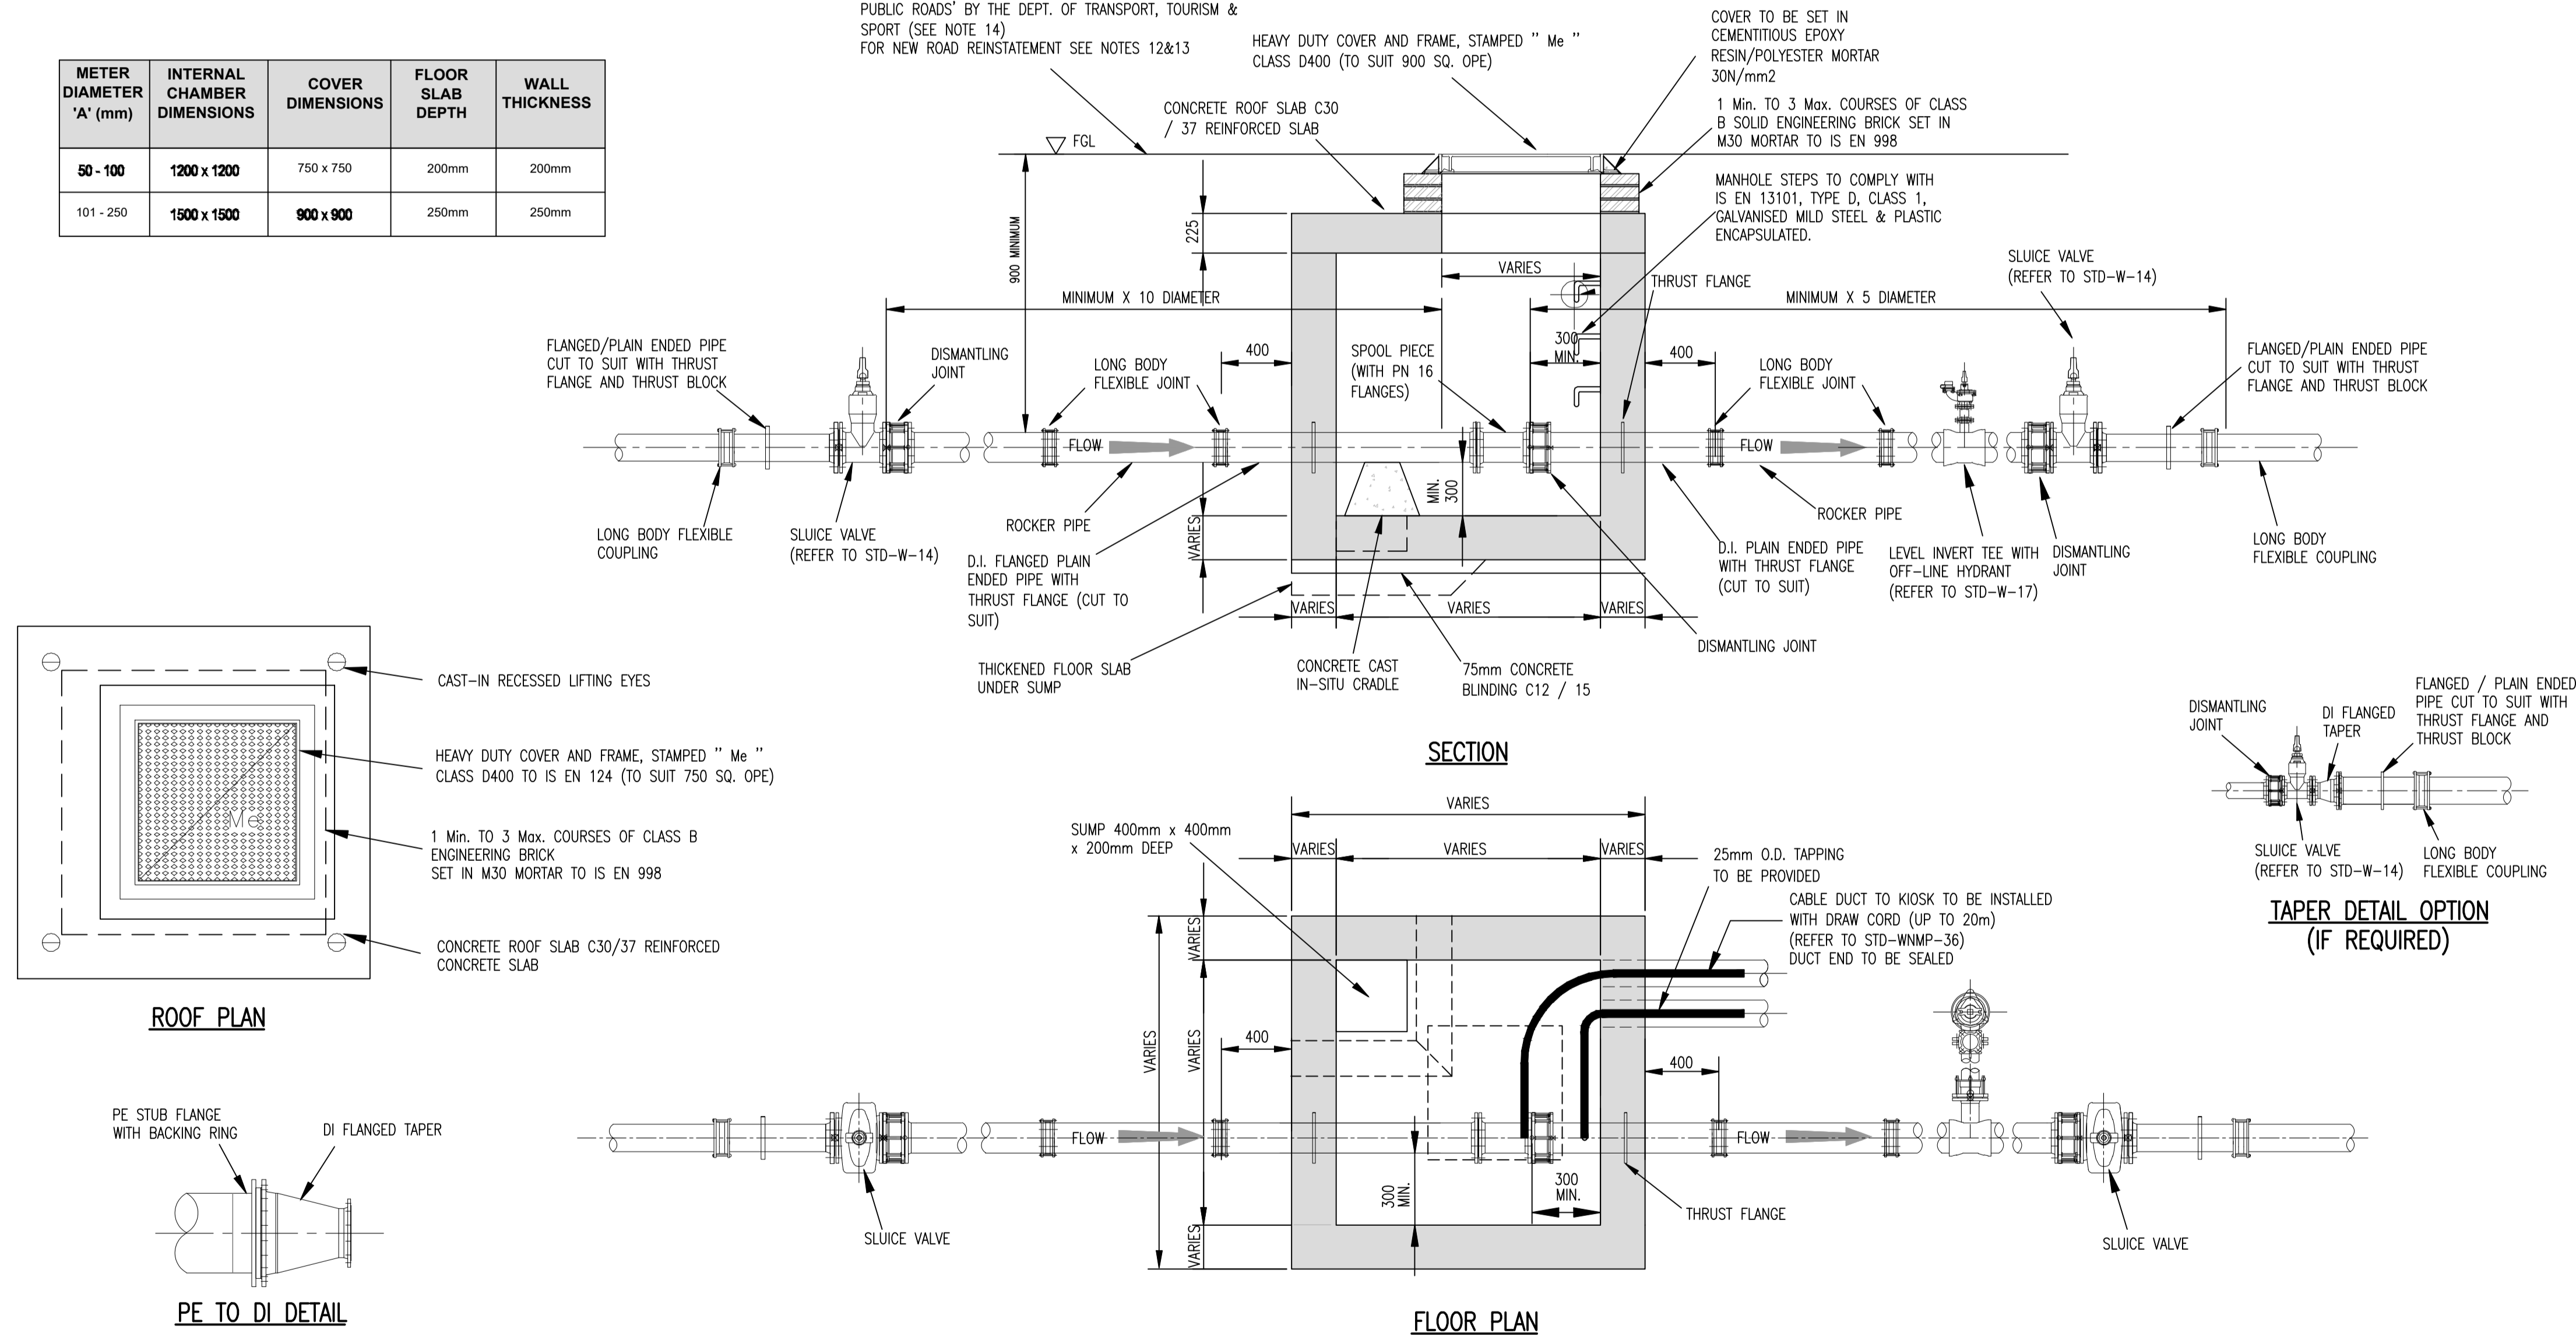 PUBLIC ROADS' BY THE DEPT. OF TRANSPORT, TOURISM &
SPORT (SEE NOTE 14)
FOR NEW ROAD REINSTATEMENT SEE NOTES 12&13
HEAVY DUTY COVER AND FRAME, STAMPED " Me "
CLASS D400 (TO SUIT 900 SQ. OPE)
COVER TO BE SET IN
CEMENTITIOUS EPOXY
RESIN/POLYESTER MORTAR
30N/mm2
1 Min. TO 3 Max. COURSES OF CLASS
B SOLID ENGINEERING BRICK SET IN
M30 MORTAR TO IS EN 998
MANHOLE STEPS TO COMPLY WITH
IS EN 13101, TYPE D, CLASS 1,
GALVANISED MILD STEEL & PLASTIC
ENCAPSULATED.
METER DIAMETER 'A' (mm)
INTERNAL CHAMBER DIMENSIONS
COVER DIMENSIONS
FLOOR SLAB DEPTH
WALL THICKNESS
50 - 100
1200 x 1200
750 x 750
200mm
200mm
101 - 250
1500 x 1500
900 x 900
250mm
250mm
CONCRETE ROOF SLAB C30
/ 37 REINFORCED SLAB
FGL
900 MINIMUM
225
VARIES
THRUST FLANGE
SLUICE VALVE
(REFER TO STD-W-14)
MINIMUM X 10 DIAMETER
MINIMUM X 5 DIAMETER
FLANGED/PLAIN ENDED PIPE
CUT TO SUIT WITH THRUST
FLANGE AND THRUST BLOCK
DISMANTLING
JOINT
LONG BODY
FLEXIBLE JOINT
400
SPOOL PIECE
(WITH PN 16
FLANGES)
300
MIN.
400
LONG BODY
FLEXIBLE JOINT
FLANGED/PLAIN ENDED PIPE
CUT TO SUIT WITH THRUST
FLANGE AND THRUST BLOCK
FLOW
FLOW
MIN.
300
LONG BODY FLEXIBLE
COUPLING
SLUICE VALVE
(REFER TO STD-W-14)
ROCKER PIPE
D.I. FLANGED PLAIN
ENDED PIPE WITH
THRUST FLANGE (CUT TO
SUIT)
VARIES
ROCKER PIPE
D.I. PLAIN ENDED PIPE
WITH THRUST FLANGE
(CUT TO SUIT)
LEVEL INVERT TEE WITH
OFF-LINE HYDRANT
(REFER TO STD-W-17)
DISMANTLING
JOINT
LONG BODY
FLEXIBLE COUPLING
VARIES
VARIES
VARIES
THICKENED FLOOR SLAB
UNDER SUMP
CONCRETE CAST
IN-SITU CRADLE
75mm CONCRETE
BLINDING C12 / 15
DISMANTLING JOINT
SECTION
CAST-IN RECESSED LIFTING EYES
HEAVY DUTY COVER AND FRAME, STAMPED " Me "
CLASS D400 TO IS EN 124 (TO SUIT 750 SQ. OPE)
Me
1 Min. TO 3 Max. COURSES OF CLASS B
ENGINEERING BRICK
SET IN M30 MORTAR TO IS EN 998
CONCRETE ROOF SLAB C30/37 REINFORCED
CONCRETE SLAB
ROOF PLAN
DISMANTLING
JOINT
DI FLANGED
TAPER
FLANGED / PLAIN ENDED
PIPE CUT TO SUIT WITH
THRUST FLANGE AND
THRUST BLOCK
SLUICE VALVE
(REFER TO STD-W-14)
LONG BODY
FLEXIBLE COUPLING
TAPER DETAIL OPTION
(IF REQUIRED)
SUMP 400mm x 400mm
x 200mm DEEP
VARIES
VARIES
VARIES
VARIES
25mm O.D. TAPPING
TO BE PROVIDED
CABLE DUCT TO KIOSK TO BE INSTALLED
WITH DRAW CORD (UP TO 20m)
(REFER TO STD-WNMP-36)
DUCT END TO BE SEALED
VARIES
VARIES
VARIES
VARIES
400
400
FLOW
FLOW
300
MIN.
300
MIN.
THRUST FLANGE
SLUICE VALVE
SLUICE VALVE
FLOOR PLAN
PE STUB FLANGE
WITH BACKING RING
DI FLANGED TAPER
PE TO DI DETAIL